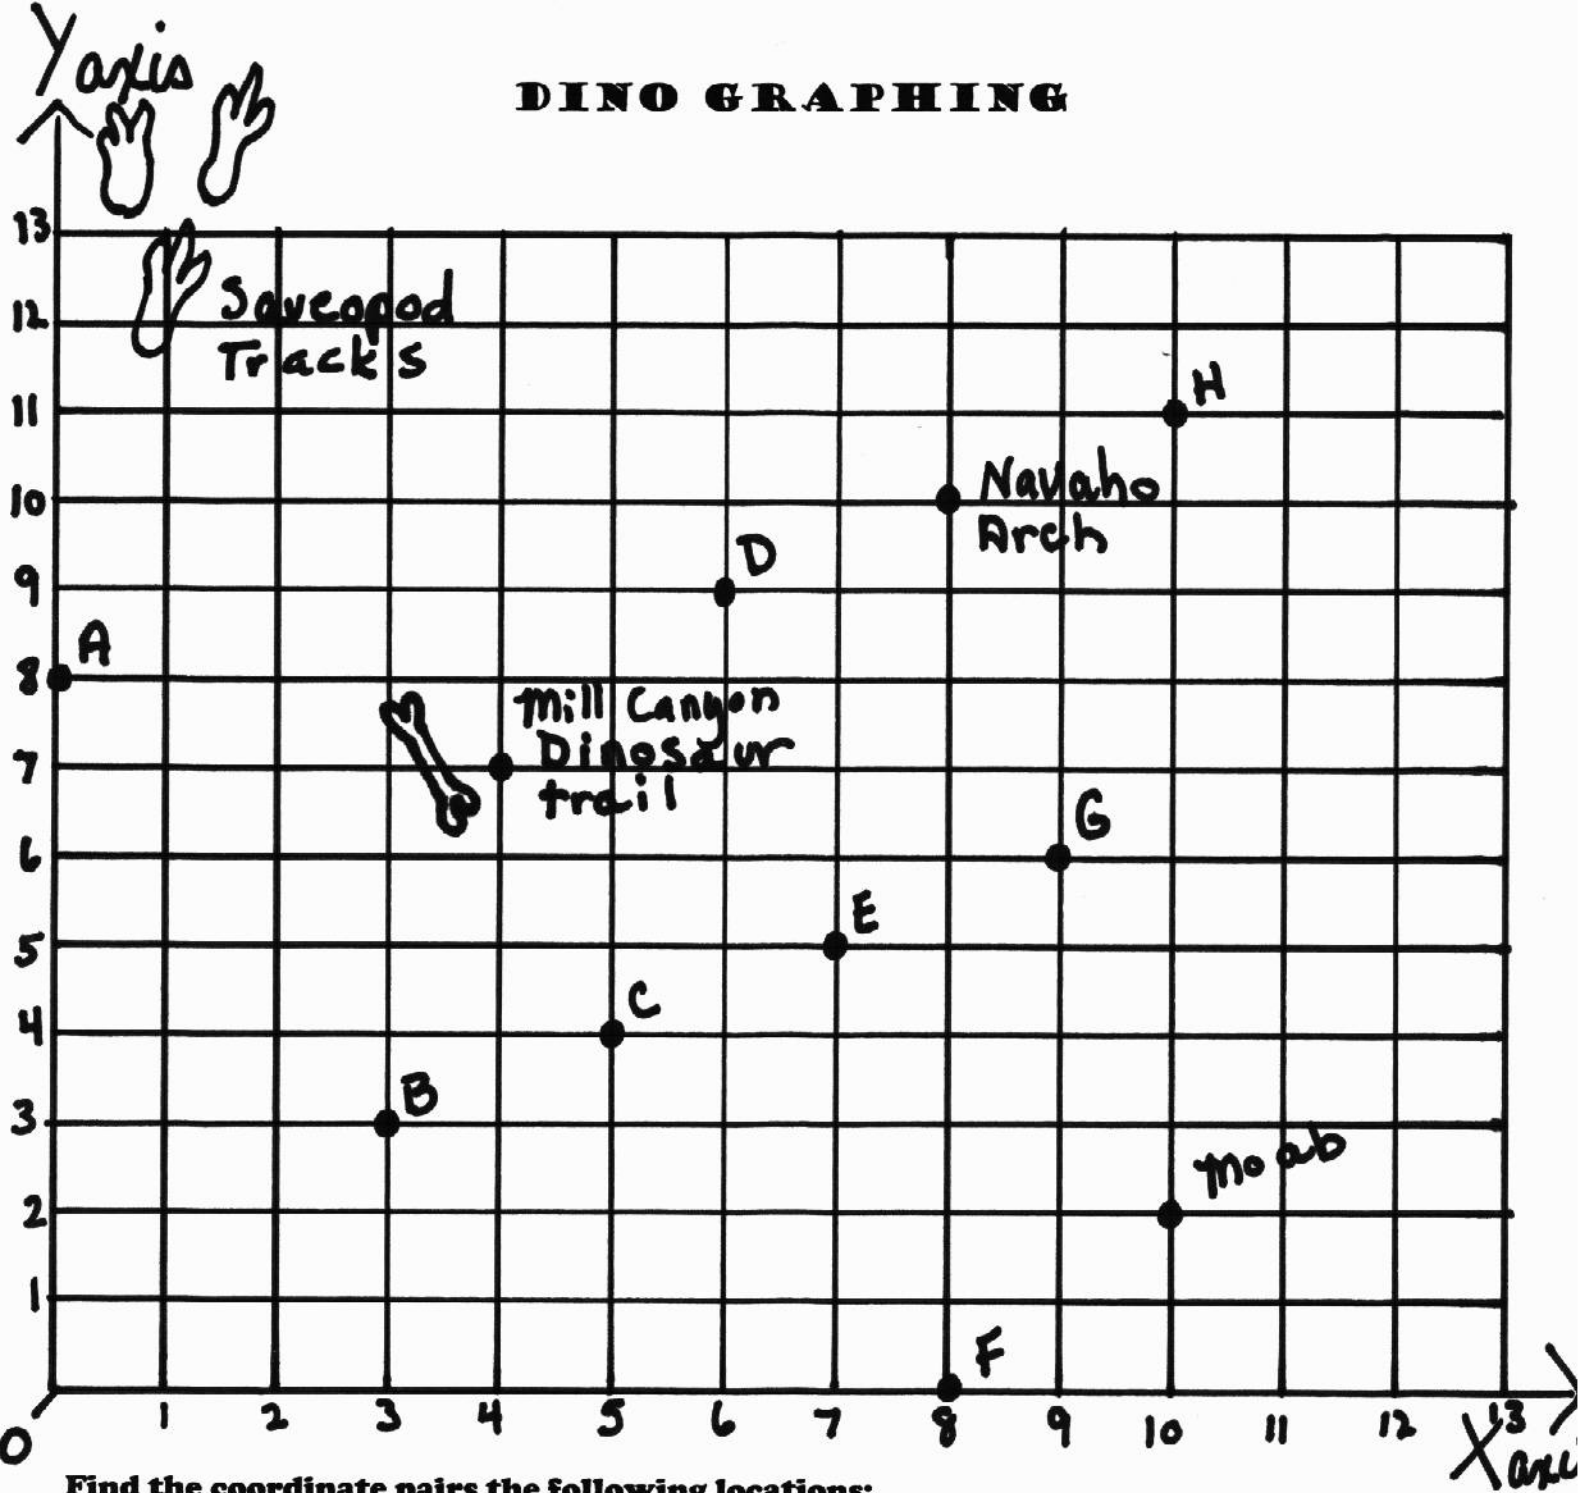 Y axis
DINO GRAPHING
13
Saveopod
12
Tracks
H
11
Navaho
10
Arch
D
9
A
8
Mill Canyon
Dinosaur
7
trail
G
6
E
5
C
4
B
3
Moab
2
1
F
0
1 2 3 4 5 6 7 8 9 10 11 12 13
X axi
Find the coordinate pairs the following locations: